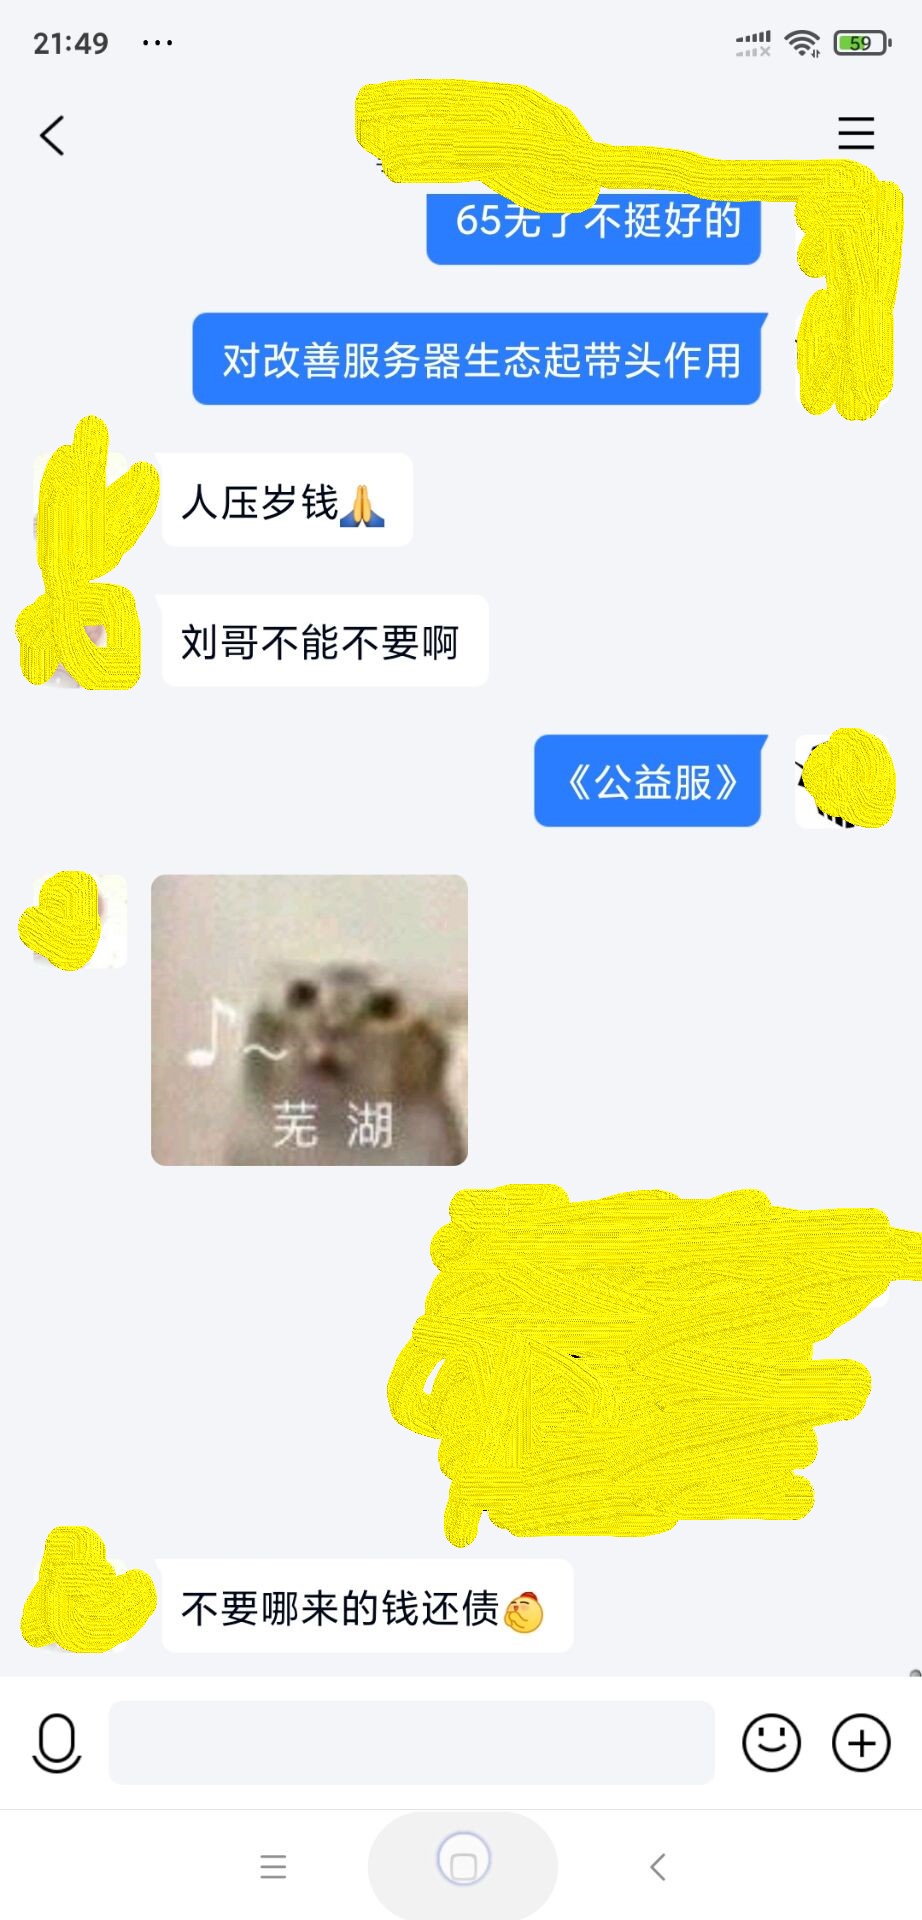 21:49
59
65无了不挺好的
对改善服务器生态起带头作用
人压岁钱🙏
刘哥不能不要啊
《公益服》
芜 湖
不要哪来的钱还债